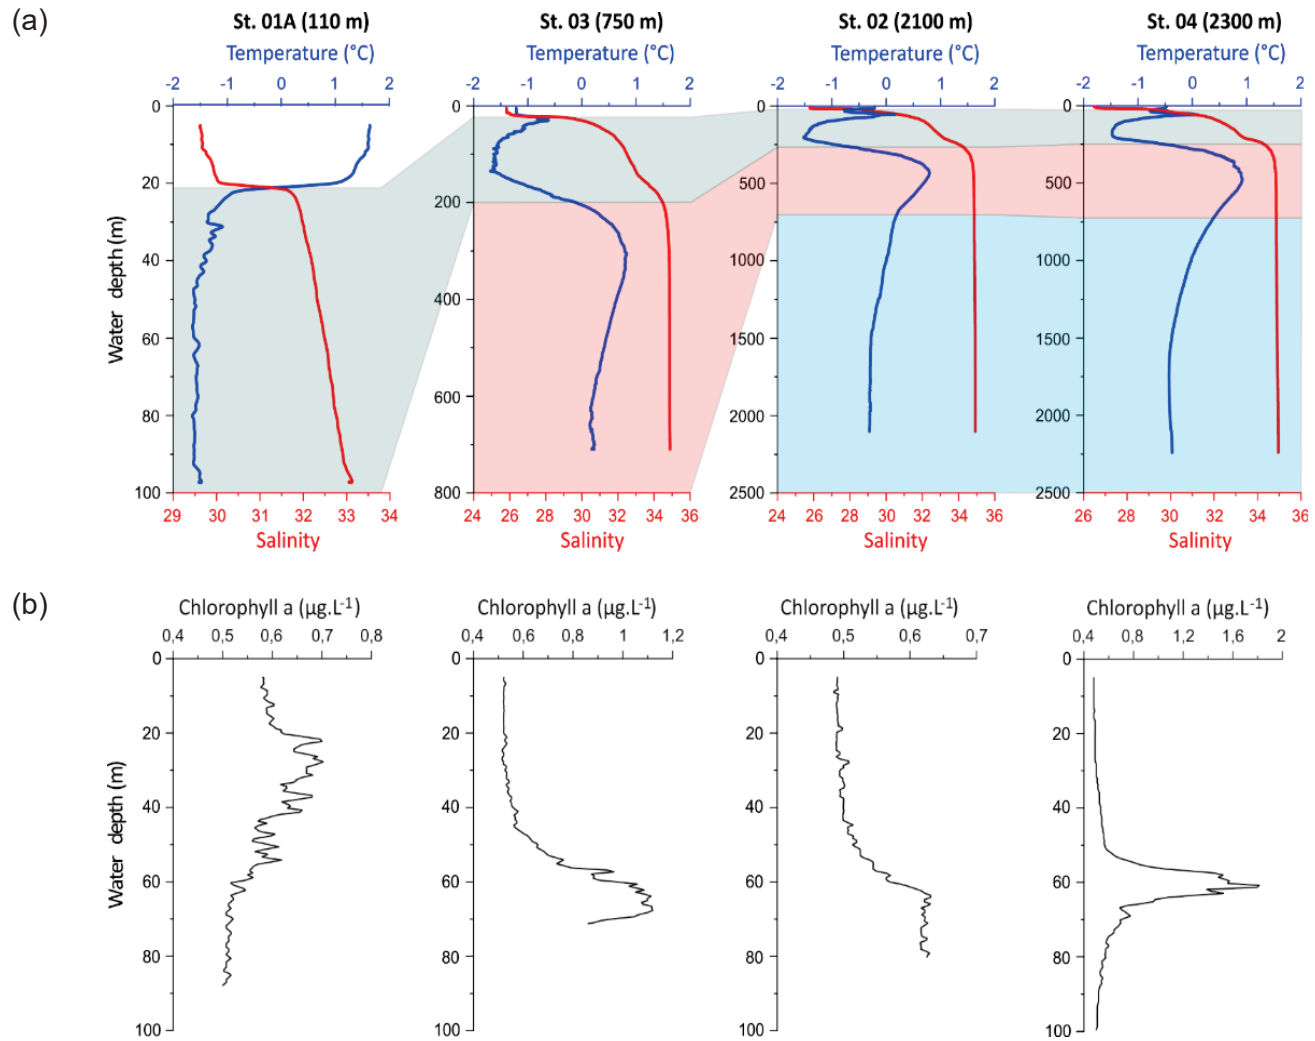 (a)
St. 01A (110 m) St. 03 (750 m) St. 02 (2100 m) St. 04 (2300 m)
Temperature (°C) Temperature (°C) Temperature (°C) Temperature (°C)
-2 -1 0 1 2 -2 -1 0 1 2 -2 -1 0 1 2 -2 -1 0 1 2
0 0 0 0
20 200 500 500
40 400 1000 1000
60 600 1500 1500
80 2000 2000
100 800 2500 2500
Water depth (m)
29 30 31 32 33 34 24 26 28 30 32 34 36 24 26 28 30 32 34 36 26 28 30 32 34 36
Salinity Salinity Salinity Salinity
(b)
Chlorophyll a (µg.L-1) Chlorophyll a (µg.L-1) Chlorophyll a (µg.L-1) Chlorophyll a (µg.L-1)
0,4 0,5 0,6 0,7 0,8 0,4 0,6 0,8 1 1,2 0,4 0,5 0,6 0,7 0,4 0,8 1,2 1,6 2
0 0 0 0
20 20 20 20
40 40 40 40
60 60 60 60
80 80 80 80
100 100 100 100
Water depth (m)